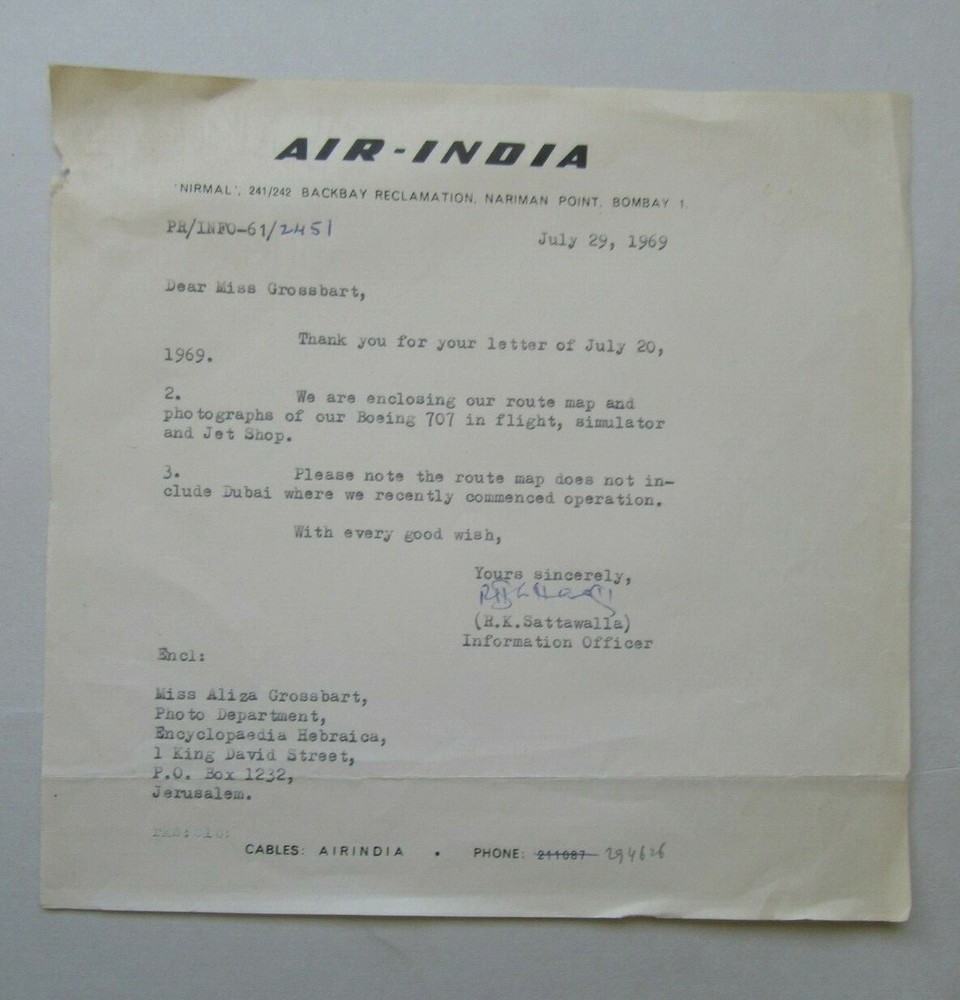 AIR-INDIA
'NIRMAL', 241/242 BACKBAY RECLAMATION, NARIMAN POINT, BOMBAY 1.
PR/INFO-61/2451
July 29, 1969
Dear Miss Grossbart,
Thank you for your letter of July 20,
1969.
2. We are enclosing our route map and
photographs of our Boeing 707 in flight, simulator
and Jet Shop.
3. Please note the route map does not in-
clude Dubai where we recently commenced operation.
With every good wish,
Yours sincerely,
(R.K.Sattawalla)
Information Officer
Encl:
Miss Aliza Grossbart,
Photo Department,
Encyclopaedia Hebraica,
1 King David Street,
P.O. Box 1232,
Jerusalem.
CABLES: AIRINDIA • PHONE: 211087 294626